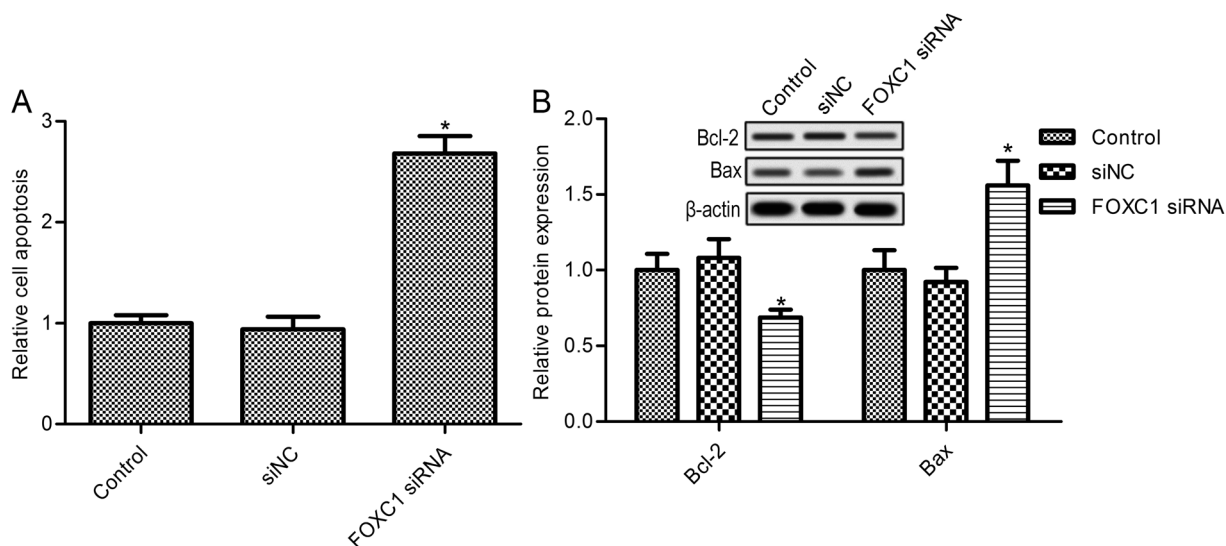 A
Relative cell apoptosis
3
2
1
0
Control
siNC
FOXC1 siRNA
*
B
Relative protein expression
2.0
1.5
1.0
0.5
0.0
Control
siNC
FOXC1 siRNA
Bcl-2
Bax
β-actin
*
*
Bcl-2
Bax
Control
siNC
FOXC1 siRNA